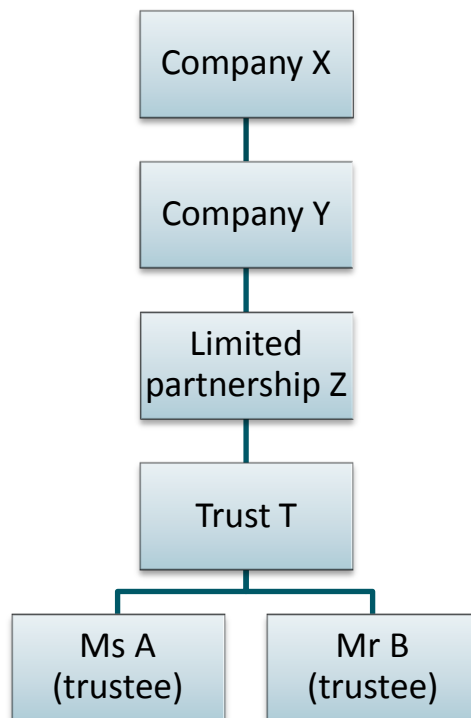 Company X
Company Y
Limited
partnership Z
Trust T
Ms A
(trustee)
Mr B
(trustee)